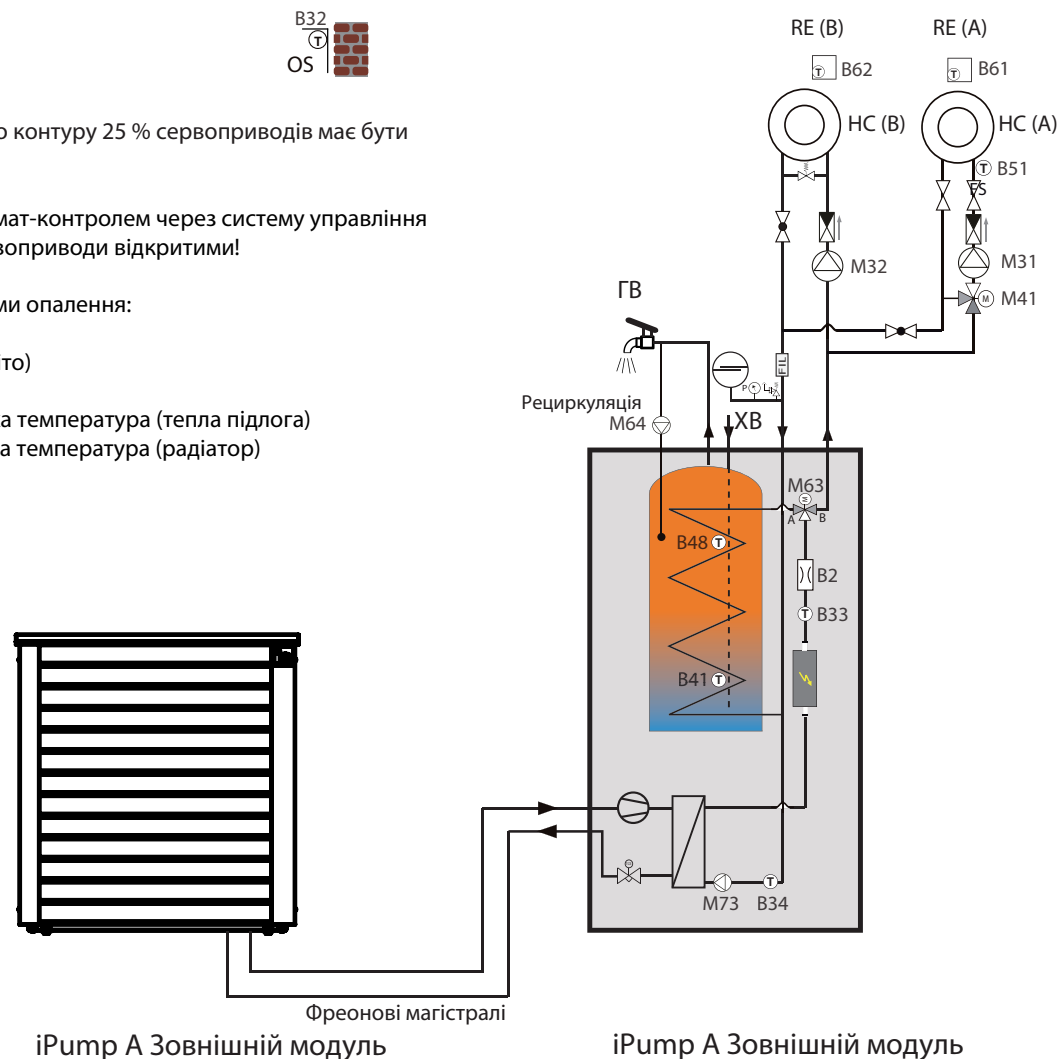 B32
T
OS
RE (B)
RE (A)
T B62
T B61
HC (B)
HC (A)
T B51
FS
о контуру 25 % сервоприводів має бути
мат-контролем через систему управління
воприводи відкритими!
ми опалення:
іто)
а температура (тепла підлога)
а температура (радіатор)
M32
M31
M M41
ГВ
FIL
P
Рециркуляція
M64
ХВ
M63
M
A B
B48 T
B2
T B33
B41 T
M73
T
B34
Фреонові магістралі
iPump A Зовнішній модуль
iPump A Зовнішній модуль